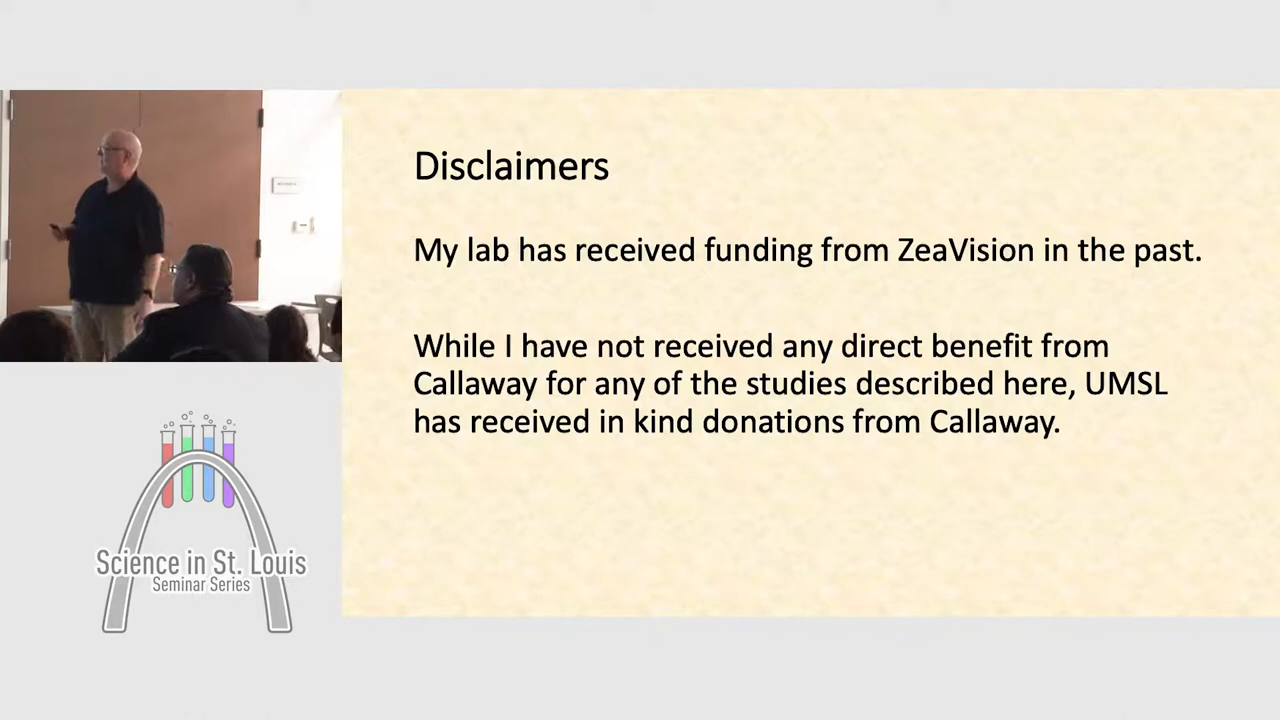 Disclaimers
My lab has received funding from ZeaVision in the past.
While I have not received any direct benefit from
Callaway for any of the studies described here, UMSL
has received in kind donations from Callaway.
Science in St. Louis
Seminar Series